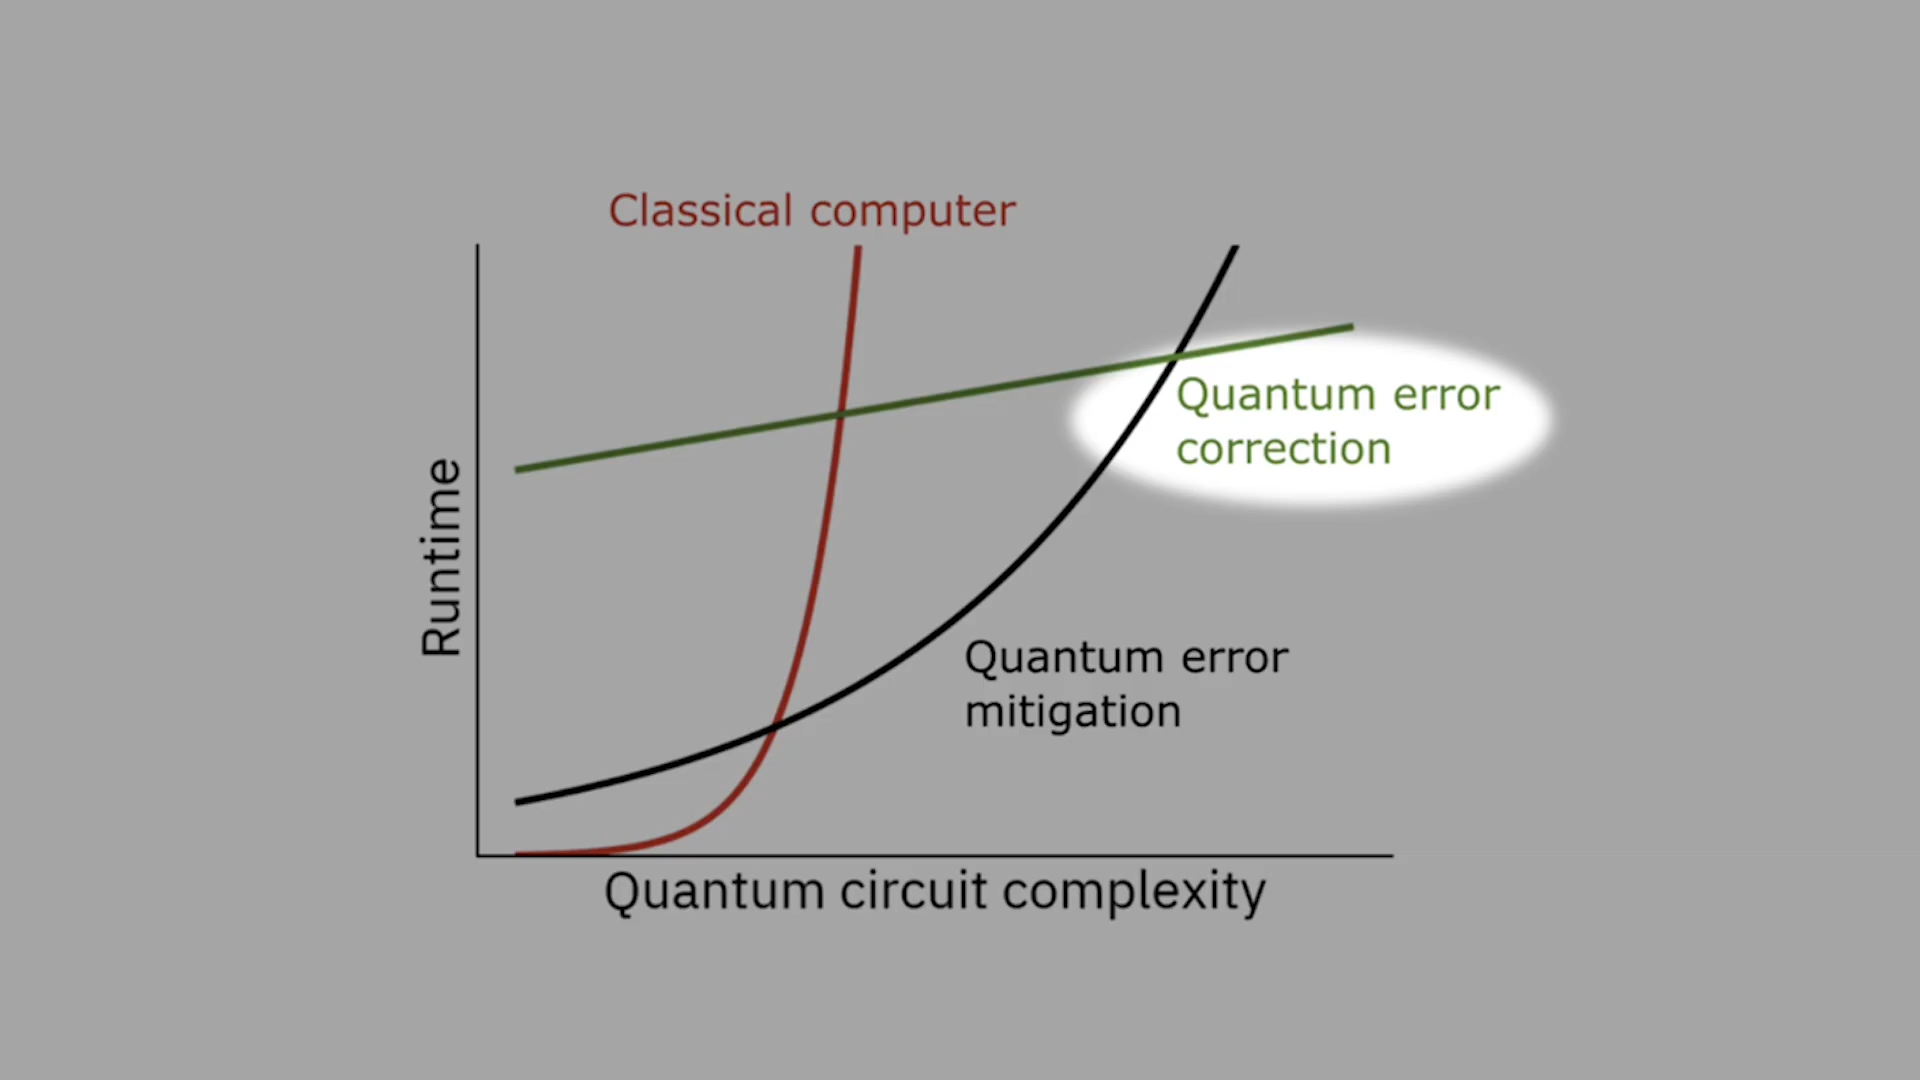 Classical computer
Quantum error
correction
Runtime
Quantum error
mitigation
Quantum circuit complexity